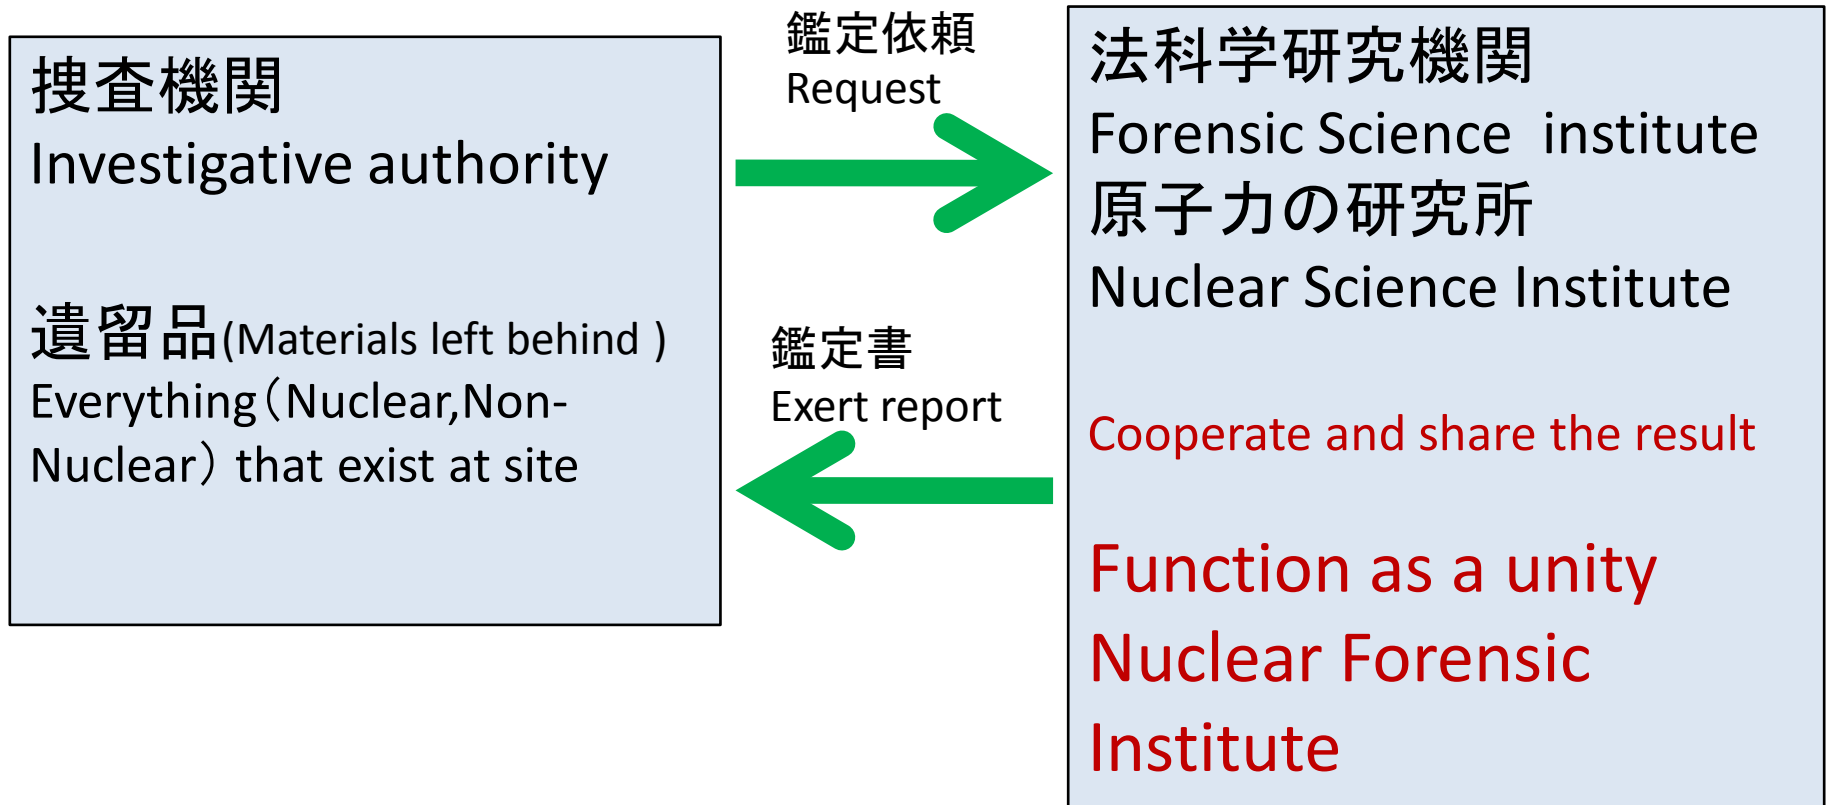 捜査機関
Investigative authority
遺留品(Materials left behind )
Everything（Nuclear,Non-
Nuclear）that exist at site
鑑定依頼
Request
鑑定書
Exert report
法科学研究機関
Forensic Science  institute
原子力の研究所
Nuclear Science Institute
Cooperate and share the result
Function as a unity
Nuclear Forensic
Institute